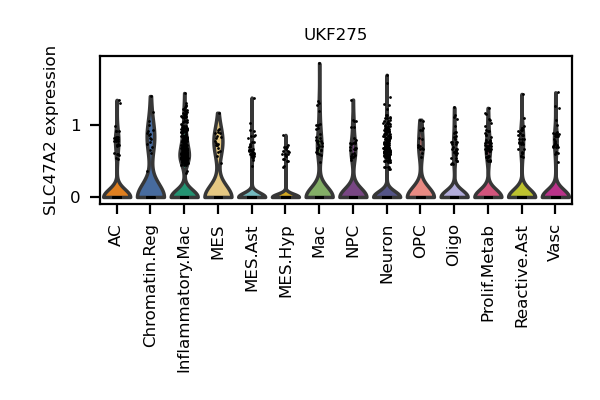 UKF275
SLC47A2 expression
1
0
AC
Chromatin.Reg
Inflammatory.Mac
MES
MES.Ast
MES.Hyp
Mac
NPC
Neuron
OPC
Oligo
Prolif.Metab
Reactive.Ast
Vasc